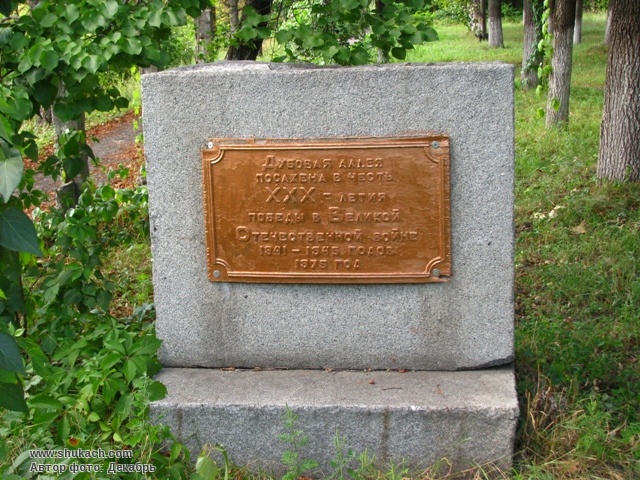 Дубовая аллея
посажена в честь
XXX – летия
победы в Великой
Отечественной войне
1941 – 1945 годов.
1975 год
www.shukach.com
Автор фото: Декабрь